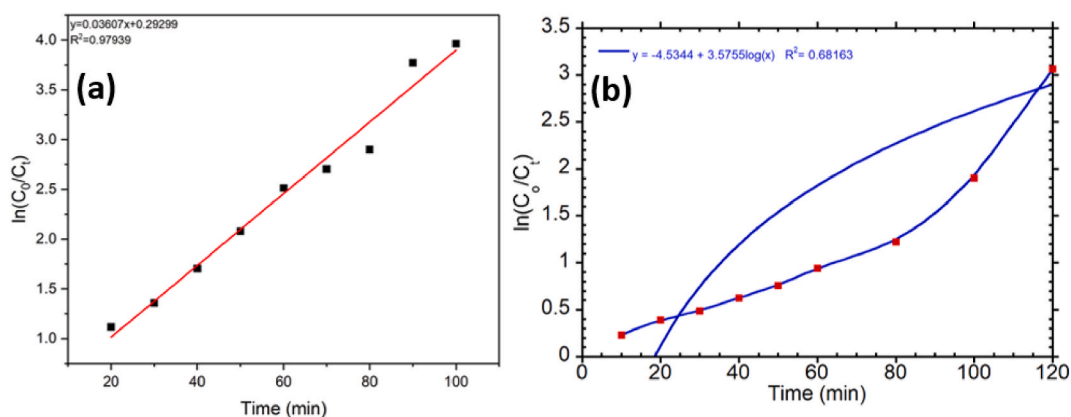 y=0.03607x+0.29299
R²=0.97939
(a)
ln(C₀/Cₜ)
4.0
3.5
3.0
2.5
2.0
1.5
1.0
20 40 60 80 100
Time (min)
y = -4.5344 + 3.5755log(x) R²= 0.68163
(b)
ln(Cₒ/Cₜ)
3.5
3
2.5
2
1.5
1
0.5
0
0 20 40 60 80 100 120
Time (min)